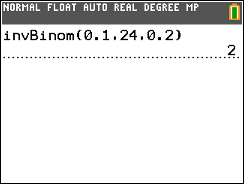 NORMAL FLOAT AUTO REAL DEGREE MP
invBinom(0.1,24,0.2)
2